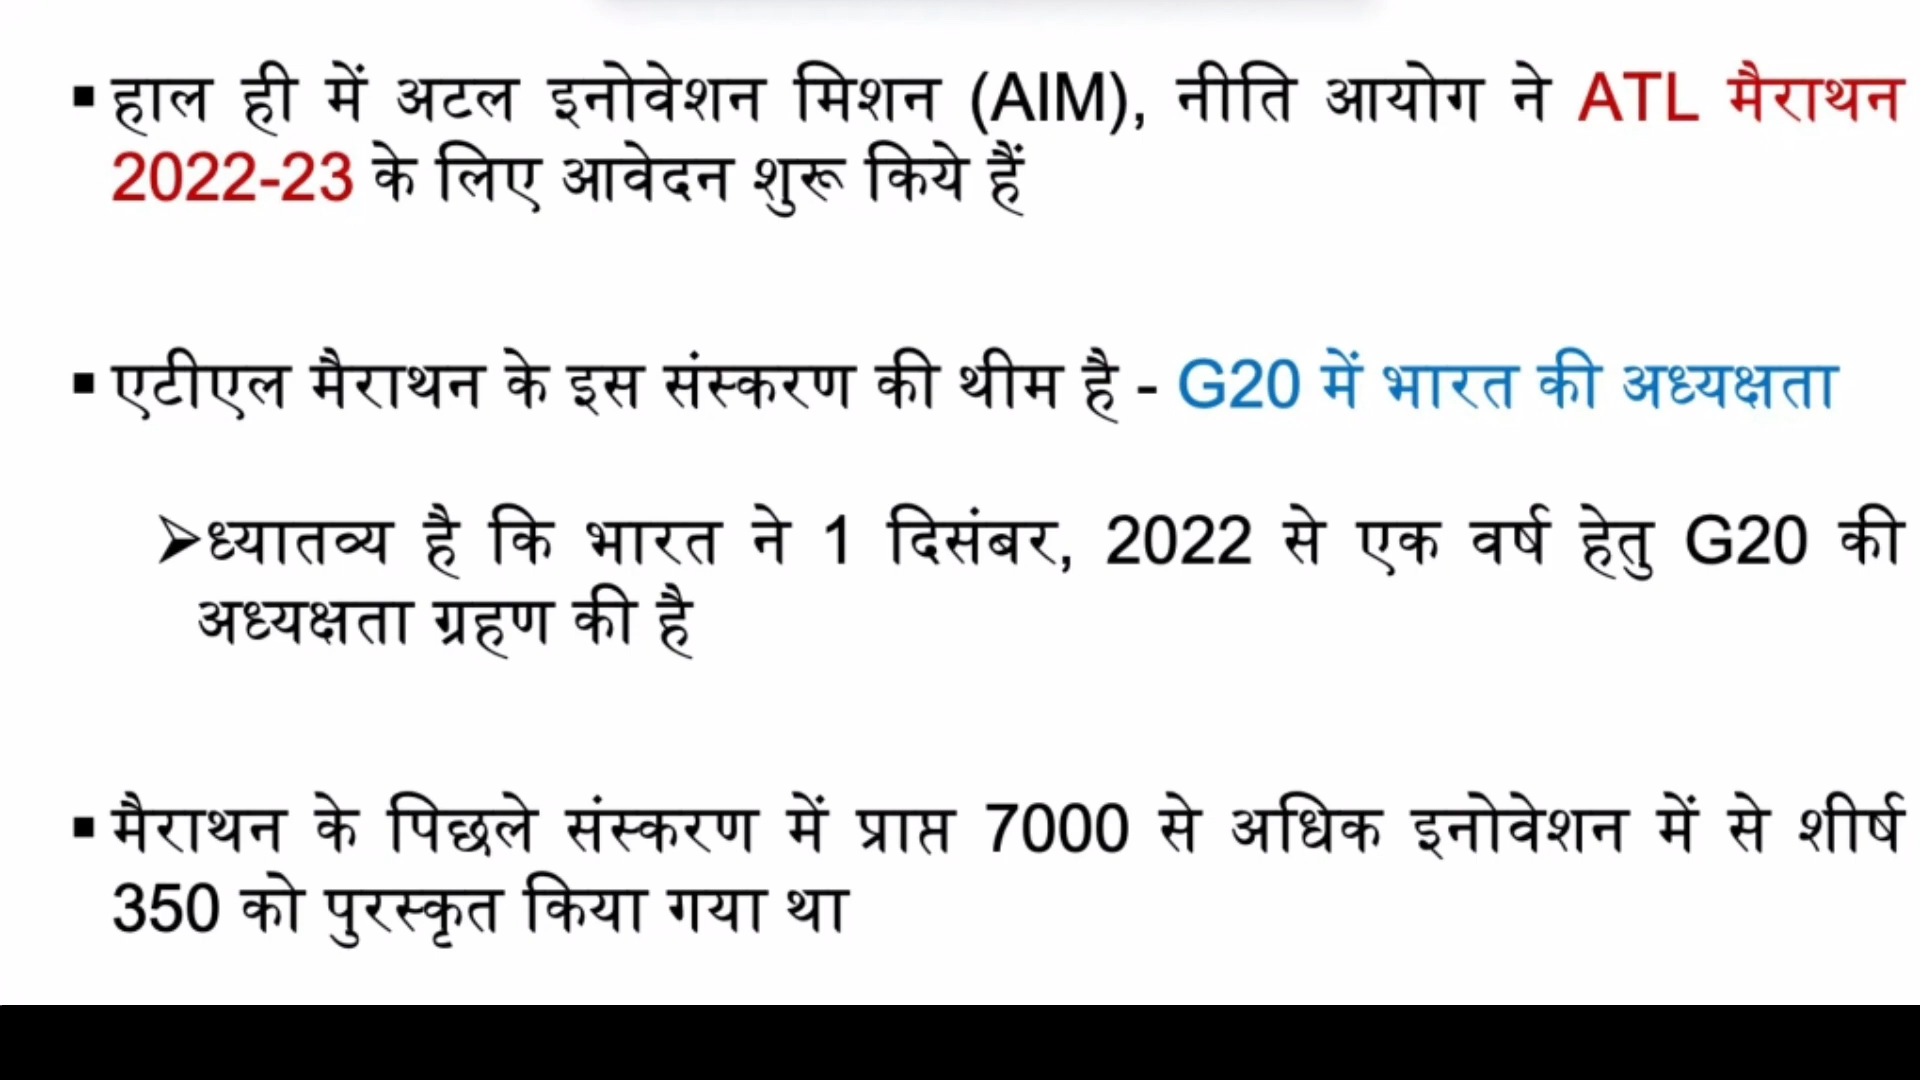 ▪ हाल ही में अटल इनोवेशन मिशन (AIM), नीति आयोग ने ATL मैराथन
2022-23 के लिए आवेदन शुरू किये हैं
▪ एटीएल मैराथन के इस संस्करण की थीम है - G20 में भारत की अध्यक्षता
➢ध्यातव्य है कि भारत ने 1 दिसंबर, 2022 से एक वर्ष हेतु G20 की
अध्यक्षता ग्रहण की है
▪ मैराथन के पिछले संस्करण में प्राप्त 7000 से अधिक इनोवेशन में से शीर्ष
350 को पुरस्कृत किया गया था